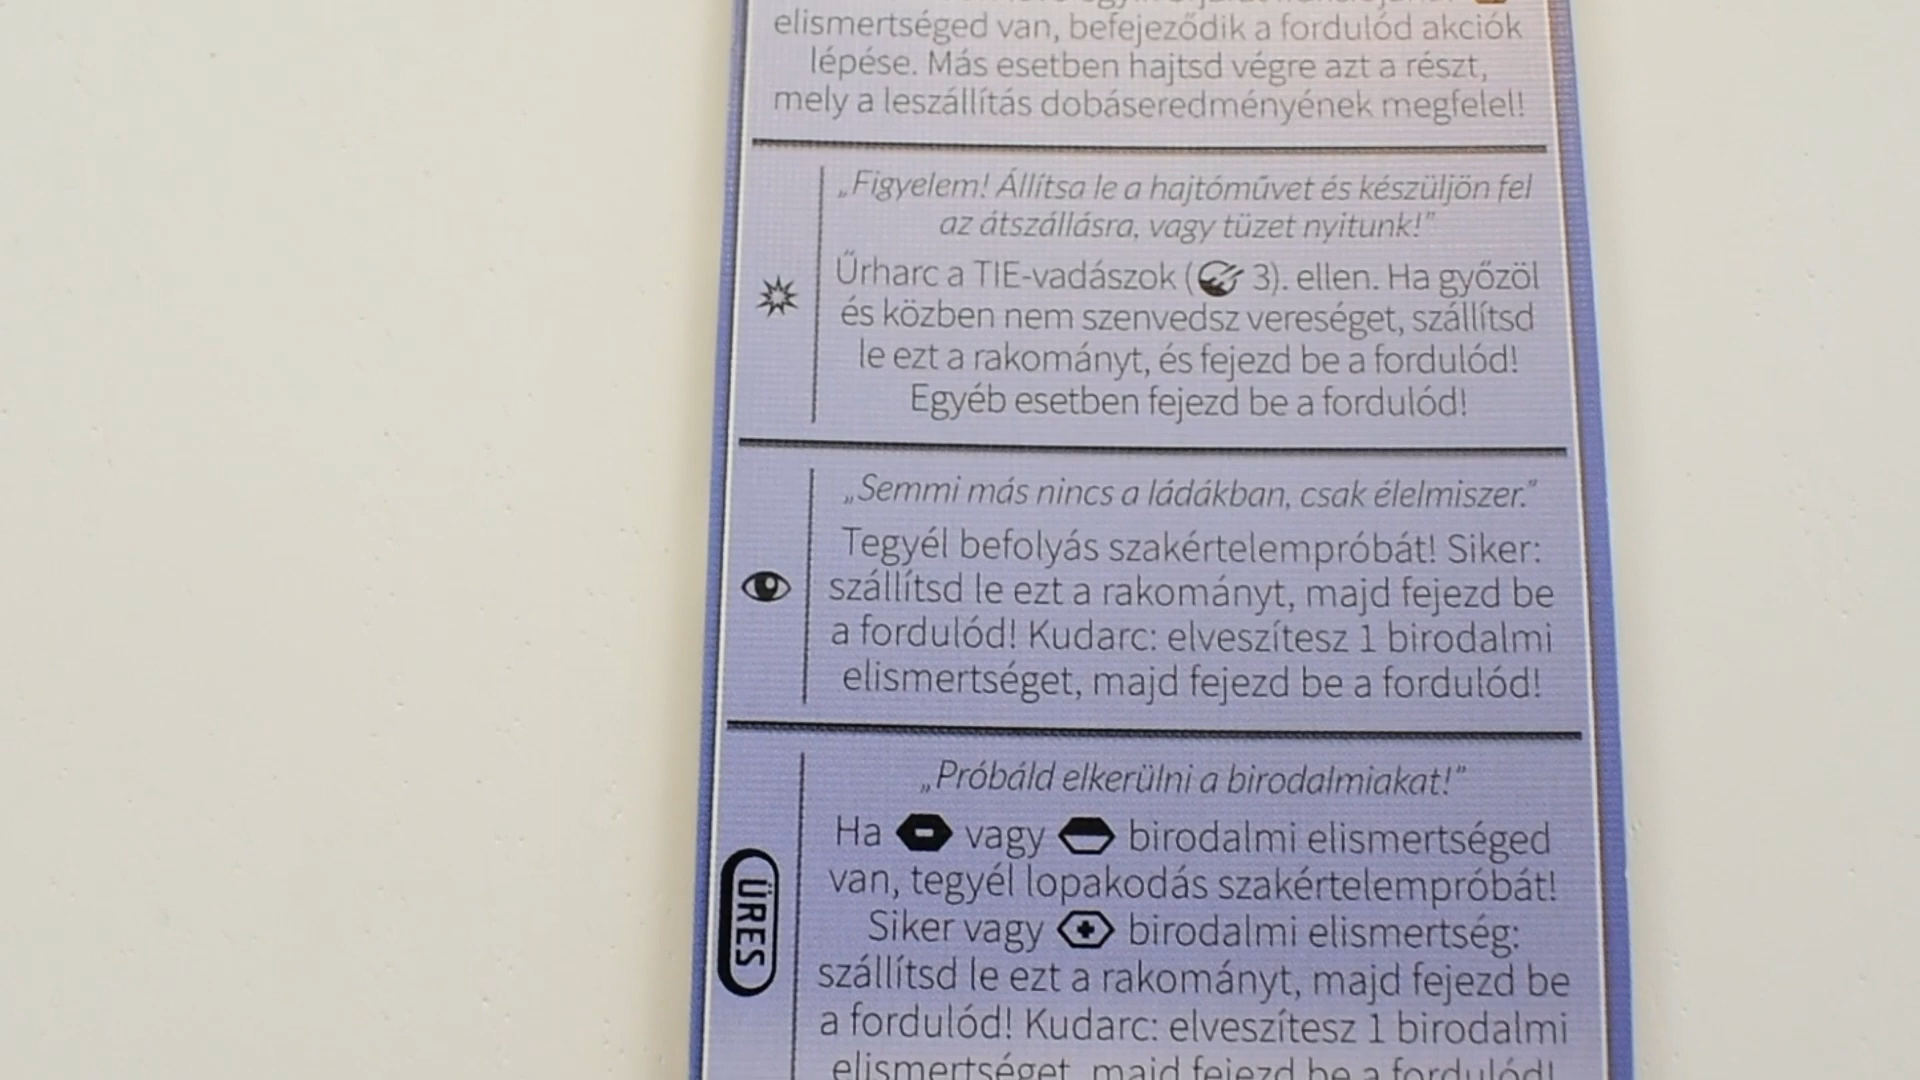 elismertséged van, befejeződik a fordulód akciók
lépése. Más esetben hajtsd végre azt a részt,
mely a leszállítás dobáseredményének megfelel!
„Figyelem! Állítsa le a hajtóművet és készüljön fel
az átszállásra, vagy tüzet nyitunk!”
Űrharc a TIE-vadászok ( 3). ellen. Ha győzöl
és közben nem szenvedsz vereséget, szállítsd
le ezt a rakományt, és fejezd be a fordulód!
Egyéb esetben fejezd be a fordulód!
„Semmi más nincs a ládákban, csak élelmiszer.”
Tegyél befolyás szakértelempróbát! Siker:
szállítsd le ezt a rakományt, majd fejezd be
a fordulód! Kudarc: elveszítesz 1 birodalmi
elismertséget, majd fejezd be a fordulód!
ÜRES
„Próbáld elkerülni a birodalmiakat!”
Ha vagy birodalmi elismertséged
van, tegyél lopakodás szakértelempróbát!
Siker vagy birodalmi elismertség:
szállítsd le ezt a rakományt, majd fejezd be
a fordulód! Kudarc: elveszítesz 1 birodalmi
elismertséget, majd fejezd be a fordulód!